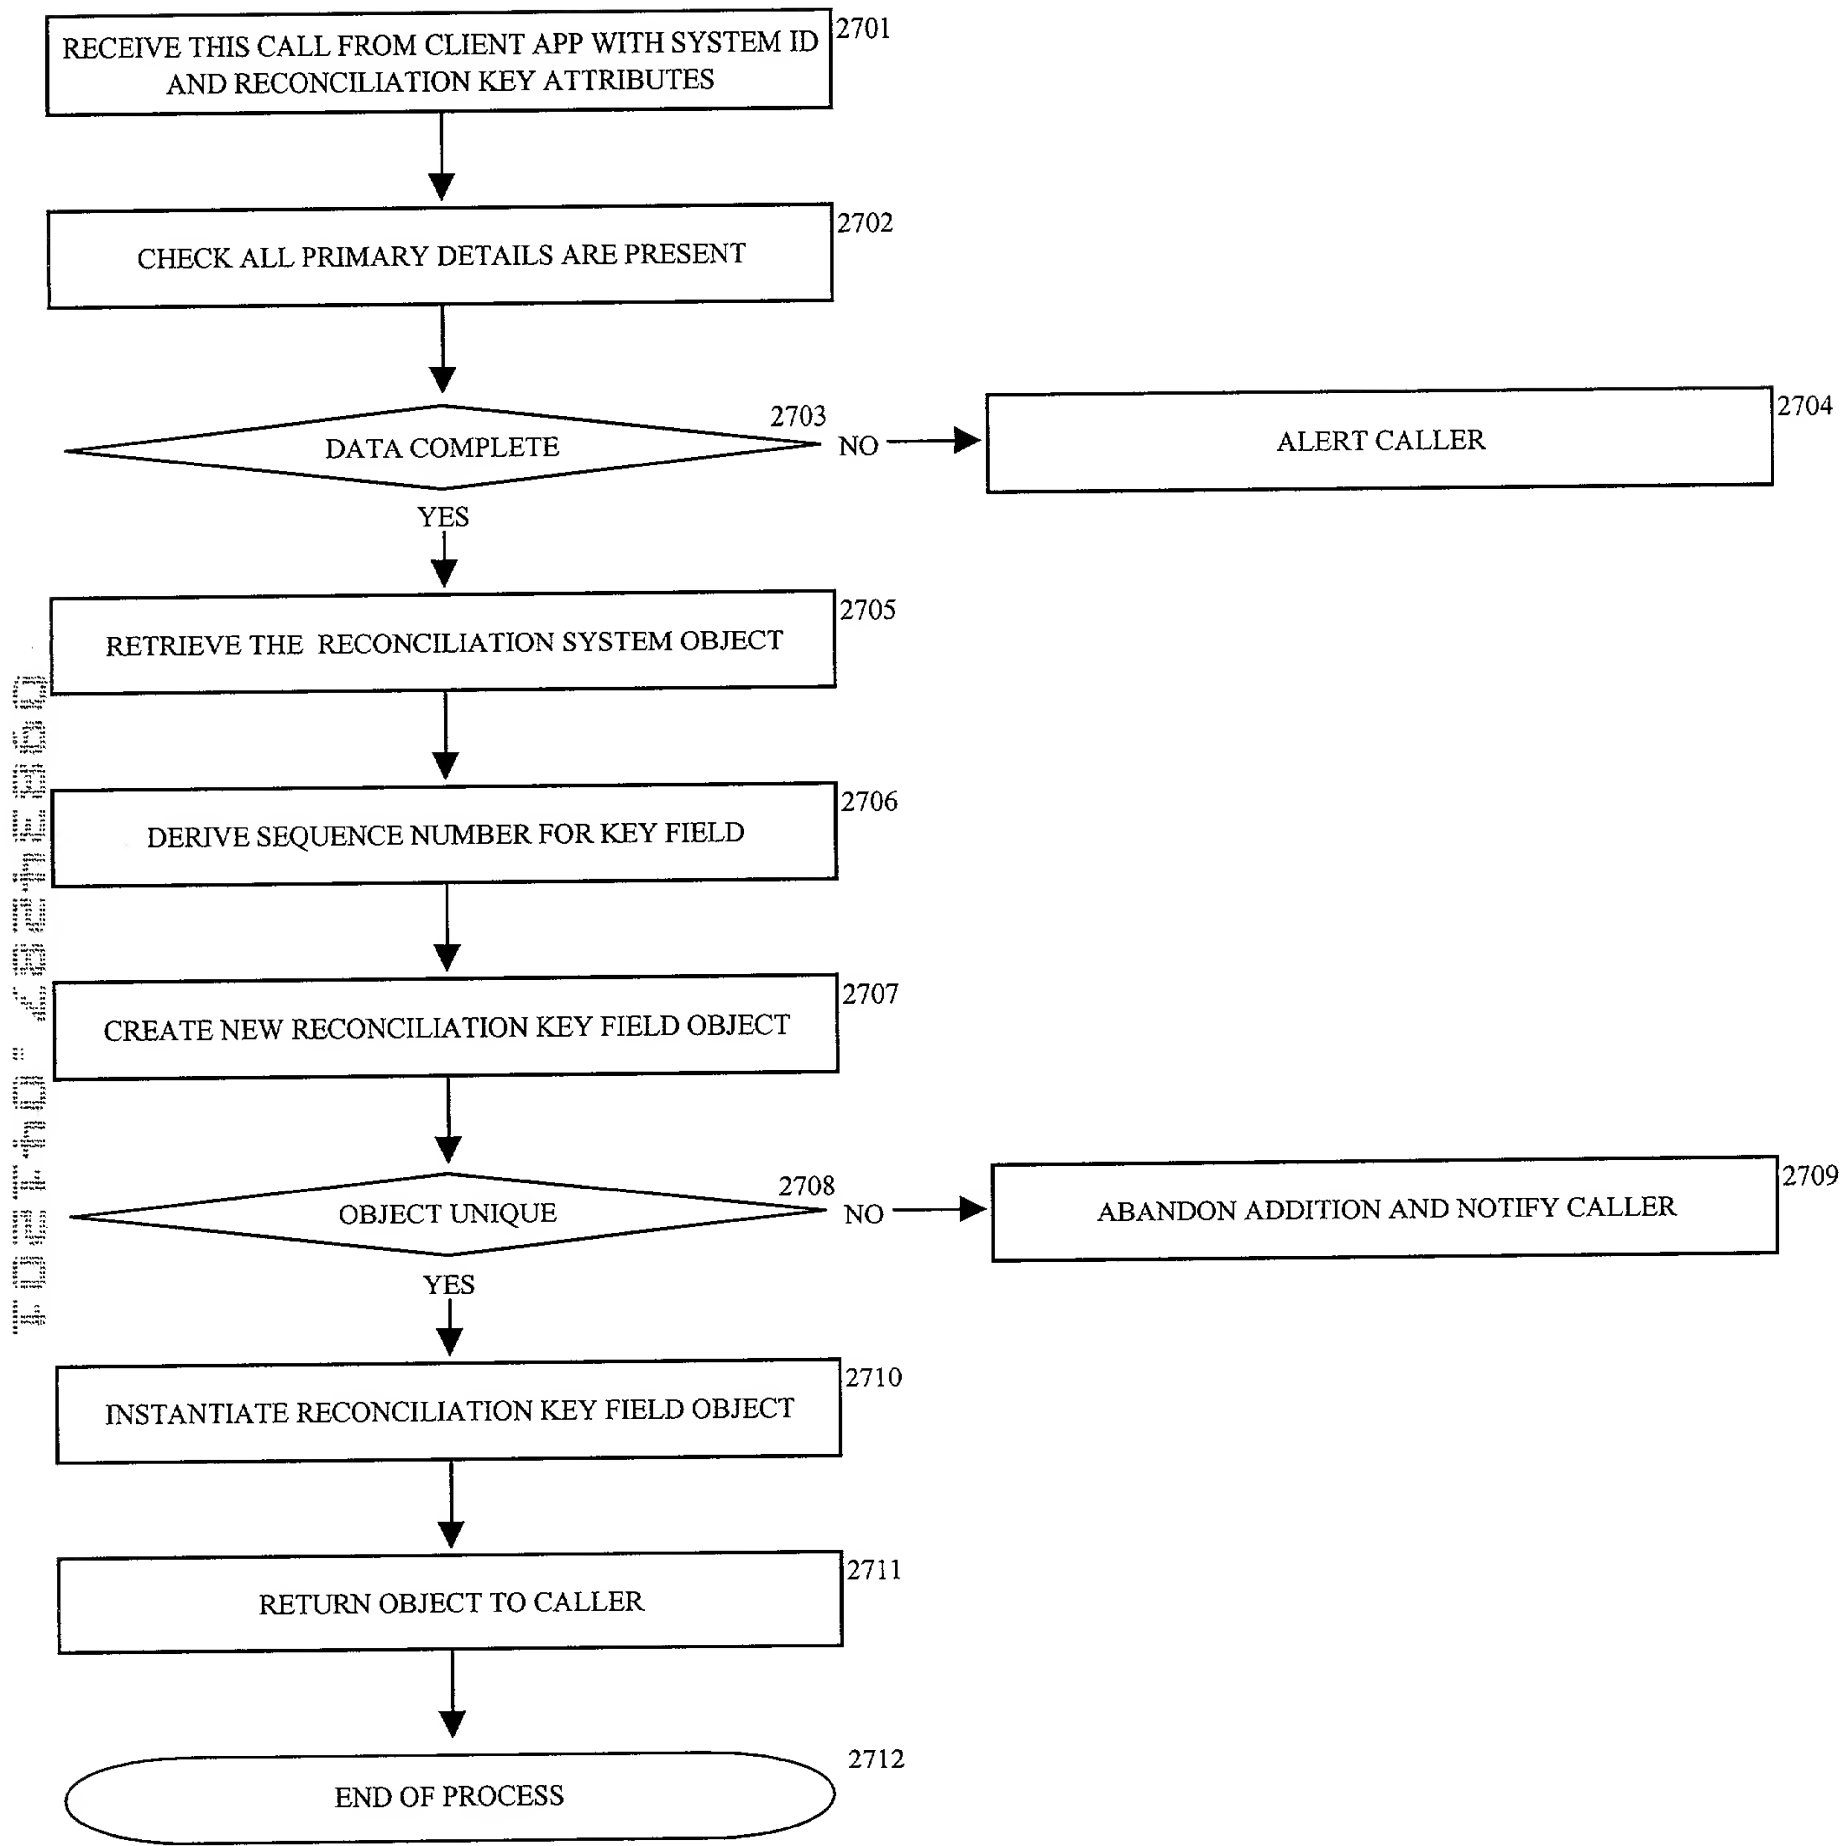 2701
RECEIVE THIS CALL FROM CLIENT APP WITH SYSTEM ID
AND RECONCILIATION KEY ATTRIBUTES
2702
CHECK ALL PRIMARY DETAILS ARE PRESENT
2703
DATA COMPLETE
NO
2704
ALERT CALLER
YES
2705
RETRIEVE THE RECONCILIATION SYSTEM OBJECT
2706
DERIVE SEQUENCE NUMBER FOR KEY FIELD
2707
CREATE NEW RECONCILIATION KEY FIELD OBJECT
2708
OBJECT UNIQUE
NO
2709
ABANDON ADDITION AND NOTIFY CALLER
YES
2710
INSTANTIATE RECONCILIATION KEY FIELD OBJECT
2711
RETURN OBJECT TO CALLER
2712
END OF PROCESS